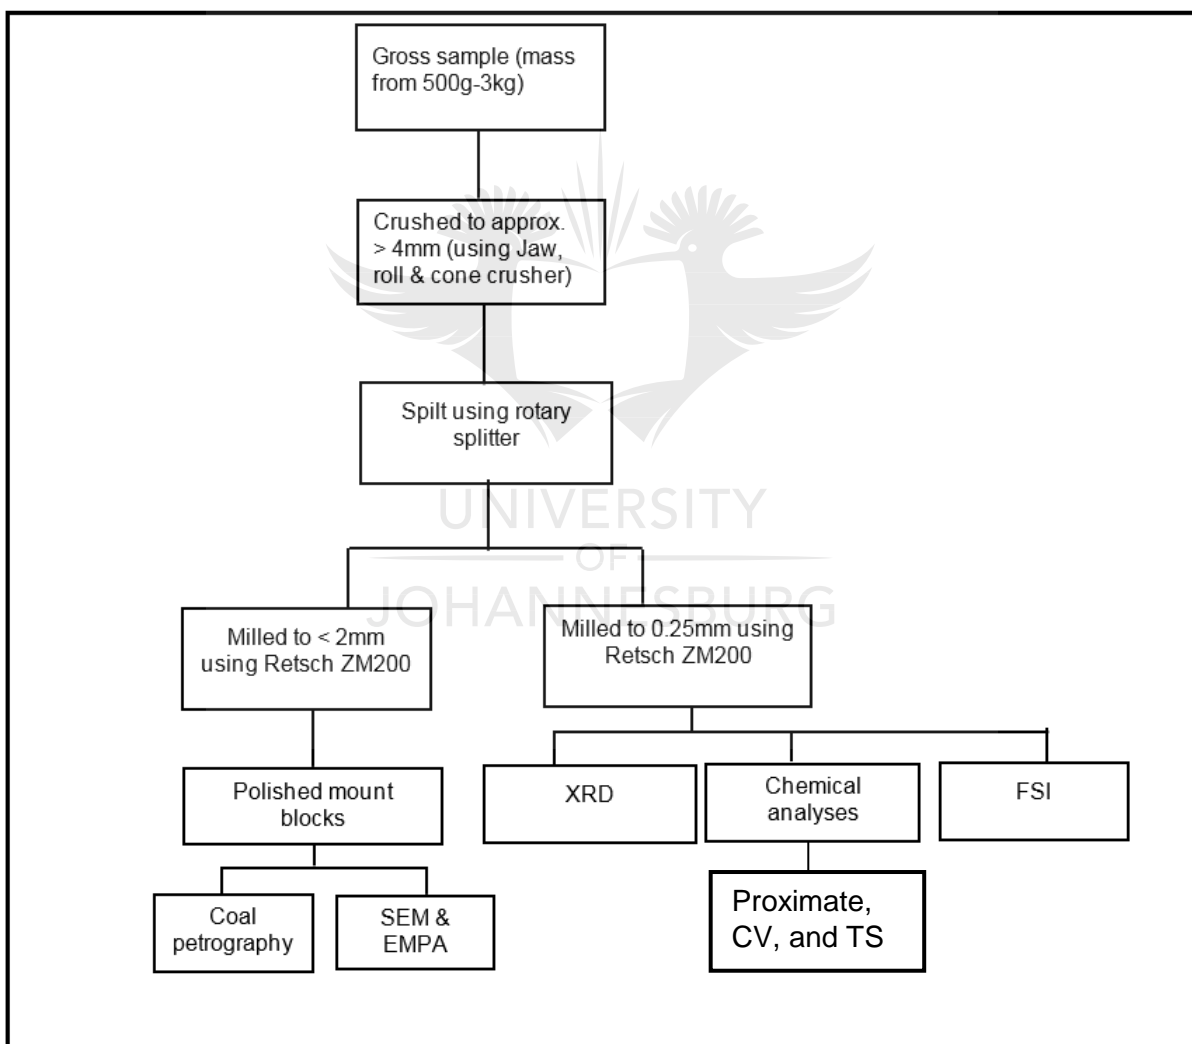 Gross sample (mass
from 500g-3kg)
Crushed to approx.
> 4mm (using Jaw,
roll & cone crusher)
Spilt using rotary
splitter
UNIVERSITY
OF
JOHANNESBURG
Milled to < 2mm
using Retsch ZM200
Milled to 0.25mm using
Retsch ZM200
Polished mount
blocks
XRD
Chemical
analyses
FSI
Coal
petrography
SEM &
EMPA
Proximate,
CV, and TS